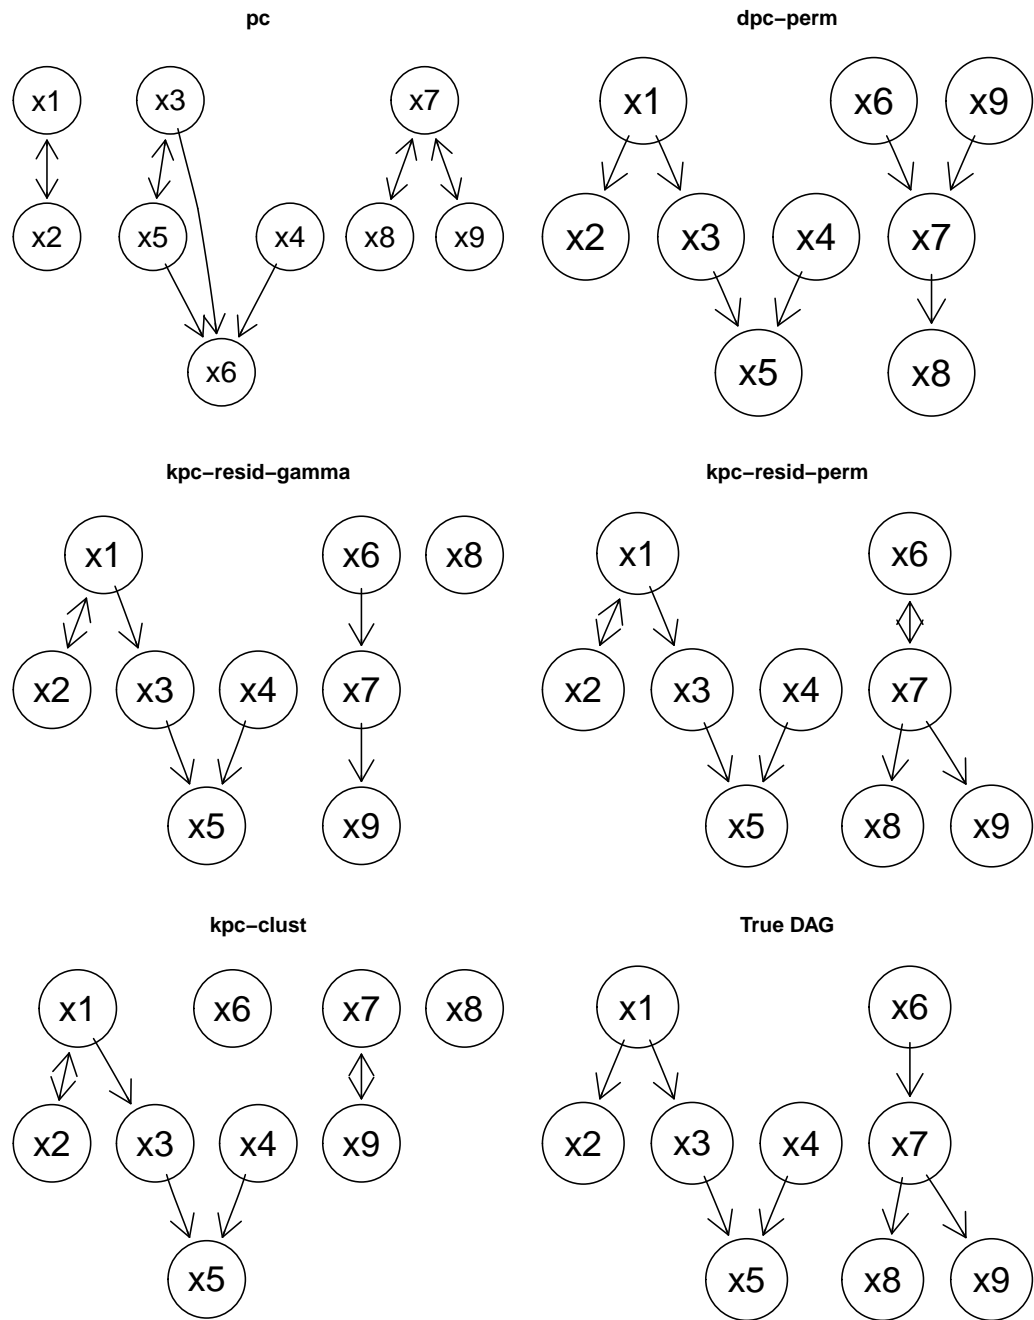 pc
x1
x3
x7
x2
x5
x4
x8
x9
x6
dpc−perm
x1
x6
x9
x2
x3
x4
x7
x5
x8
kpc−resid−gamma
x1
x6
x8
x2
x3
x4
x7
x5
x9
kpc−resid−perm
x1
x6
x2
x3
x4
x7
x5
x8
x9
kpc−clust
x1
x6
x7
x8
x2
x3
x4
x9
x5
True DAG
x1
x6
x2
x3
x4
x7
x5
x8
x9